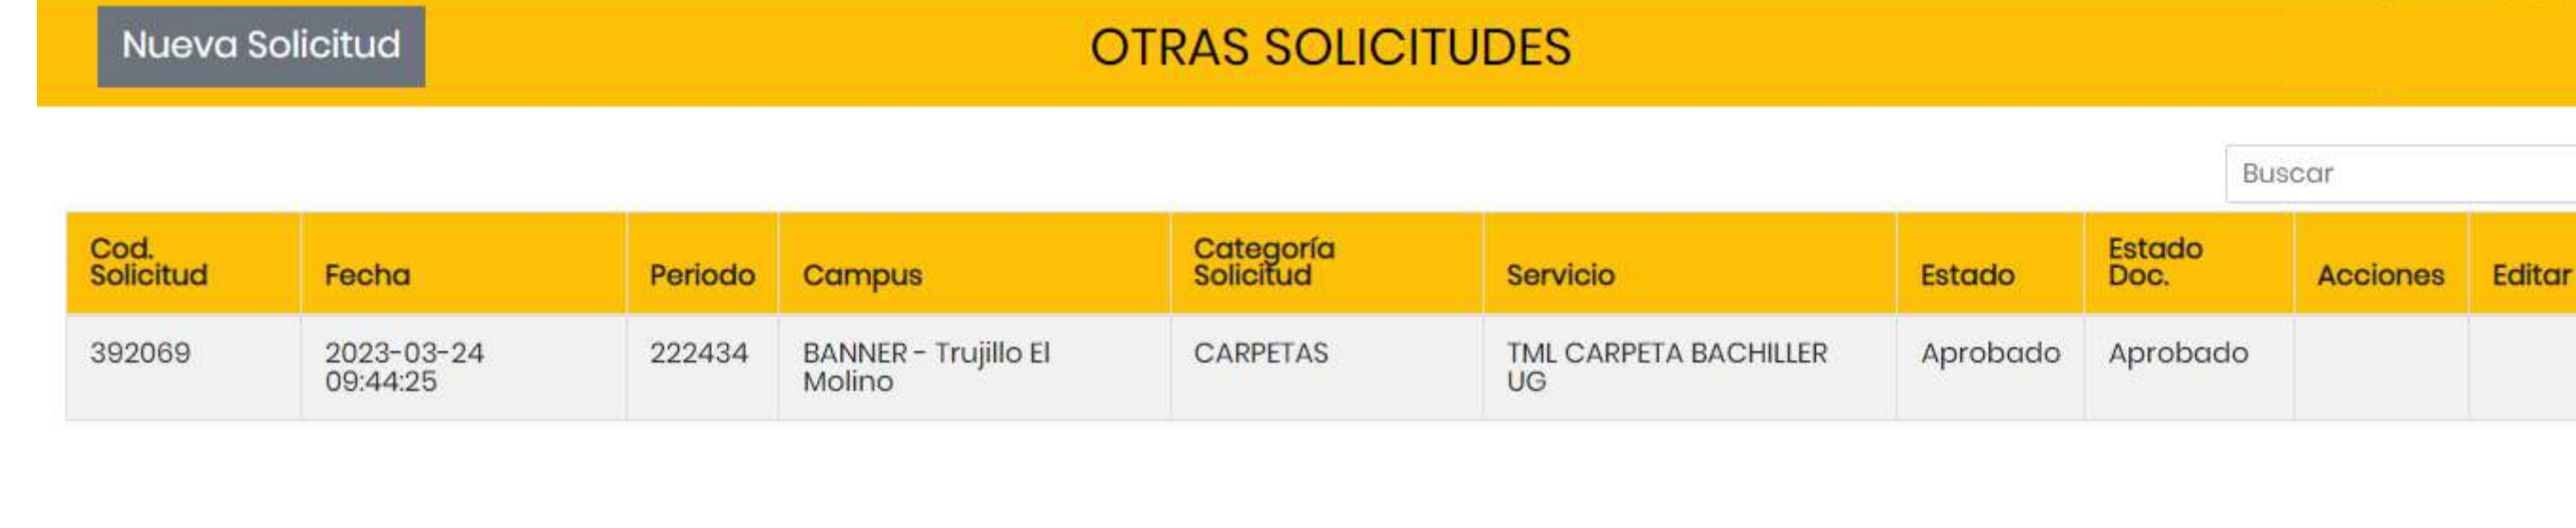 Nueva Solicitud
OTRAS SOLICITUDES
Buscar
Cod.
Solicitud
Fecha
Periodo
Campus
Categoría
Solicitud
Servicio
Estado
Estado
Doc.
Acciones
Editar
392069
2023-03-24
09:44:25
222434
BANNER - Trujillo El
Molino
CARPETAS
TML CARPETA BACHILLER
UG
Aprobado
Aprobado